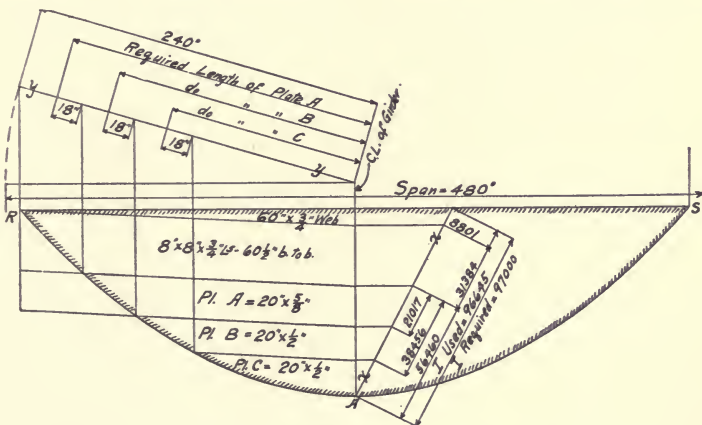 240"
Required Length of Plate A
do " " B
do " " C
18"
18"
18"
y
y
C.L. of Girder
Span = 480"
R
S
60" x 3/4" Web
8" x 8" x 3/4" Ls - 60 1/2" b. to b.
Pl. A = 20" x 5/8"
Pl. B = 20" x 1/2"
Pl. C = 20" x 1/2"
x
x
8801
31384
21017
38456
56460
I Used = 96645
I Required = 97000
A